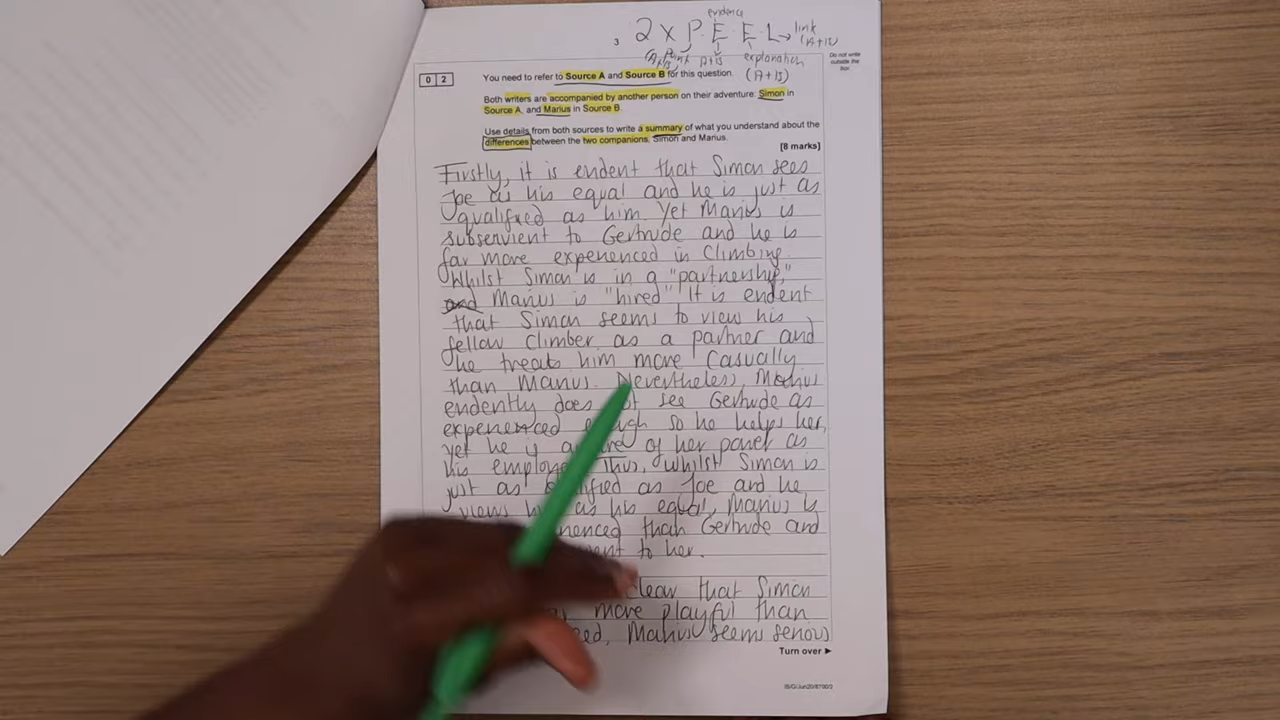 evidence
2 x P. E E. L → link
3
(A+B)
(A+B) point A+B explanation
Do not write outside the box
(A+B)
0 2
You need to refer to Source A and Source B for this question.
Both writers are accompanied by another person on their adventure: Simon in
Source A, and Marius in Source B.
Use details from both sources to write a summary of what you understand about the
differences between the two companions, Simon and Marius.
[8 marks]
Firstly, it is evident that Simon sees
Joe as his equal and he is just as
qualified as him. Yet Marius is
subservient to Gertrude and he is
far more experienced in climbing.
Whilst Simon is in a "partnership,"
and Marius is "hired" It is evident
that Simon seems to view his
fellow climber as a partner and
he treats him more casually
than Marius. Nevertheless, Marius
evidently does see Gertrude as
experienced so he helps her,
yet he is of her power as
his Thus, whilst Simon is
just as as Joe and he
views as his equal, Marius is
than Gertrude and
to her.
clear that Simon
more playful than
Marius seems serious
Turn over ▶
IB/G/Jun20/8700/2